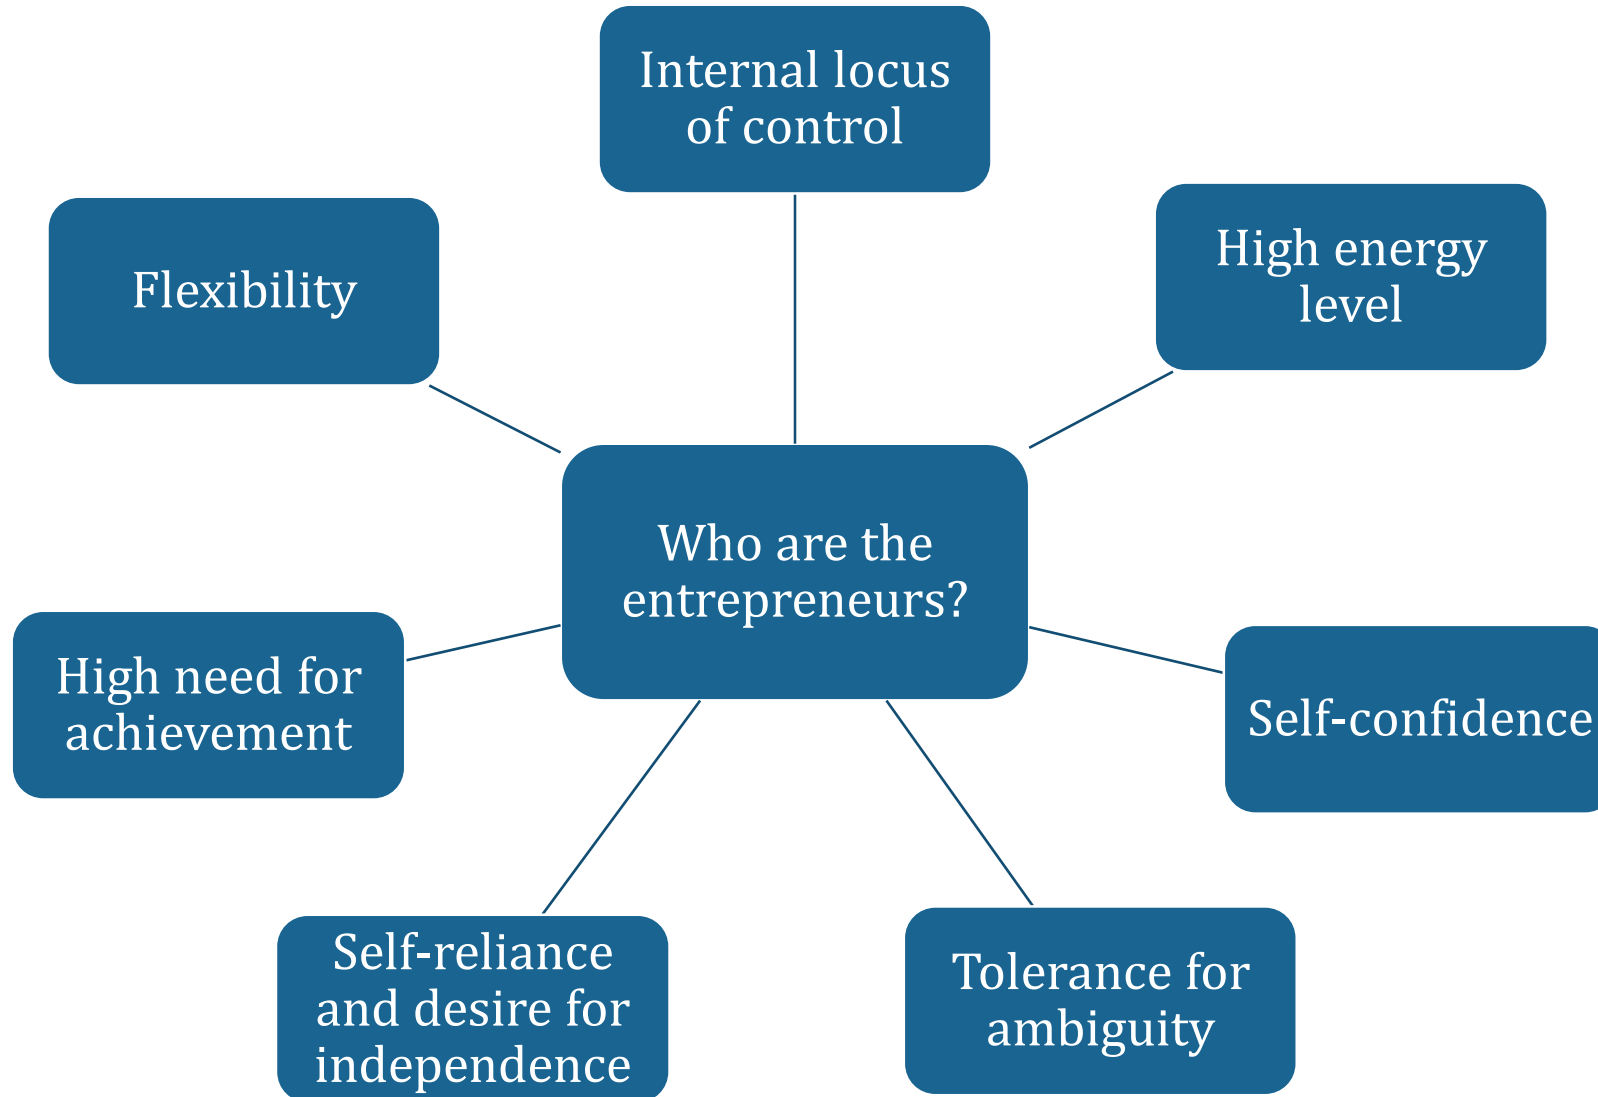 Internal locus
of control
High energy
level
Flexibility
Who are the
entrepreneurs?
Self-confidence
High need for
achievement
Tolerance for
ambiguity
Self-reliance
and desire for
independence